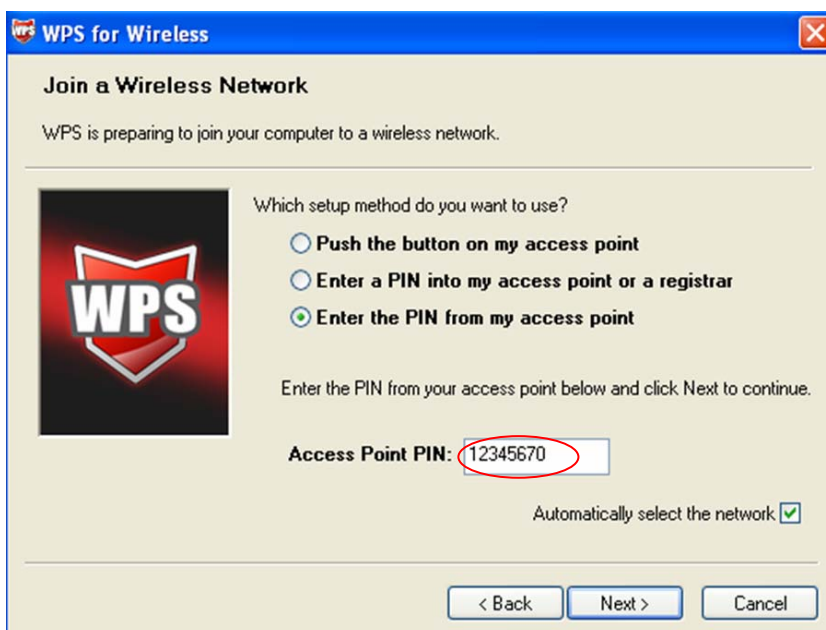 WPS for Wireless
Join a Wireless Network
WPS is preparing to join your computer to a wireless network.
Which setup method do you want to use?
Push the button on my access point
Enter a PIN into my access point or a registrar
Enter the PIN from my access point
WPS
Enter the PIN from your access point below and click Next to continue.
Access Point PIN: 12345670
Automatically select the network
< Back
Next >
Cancel